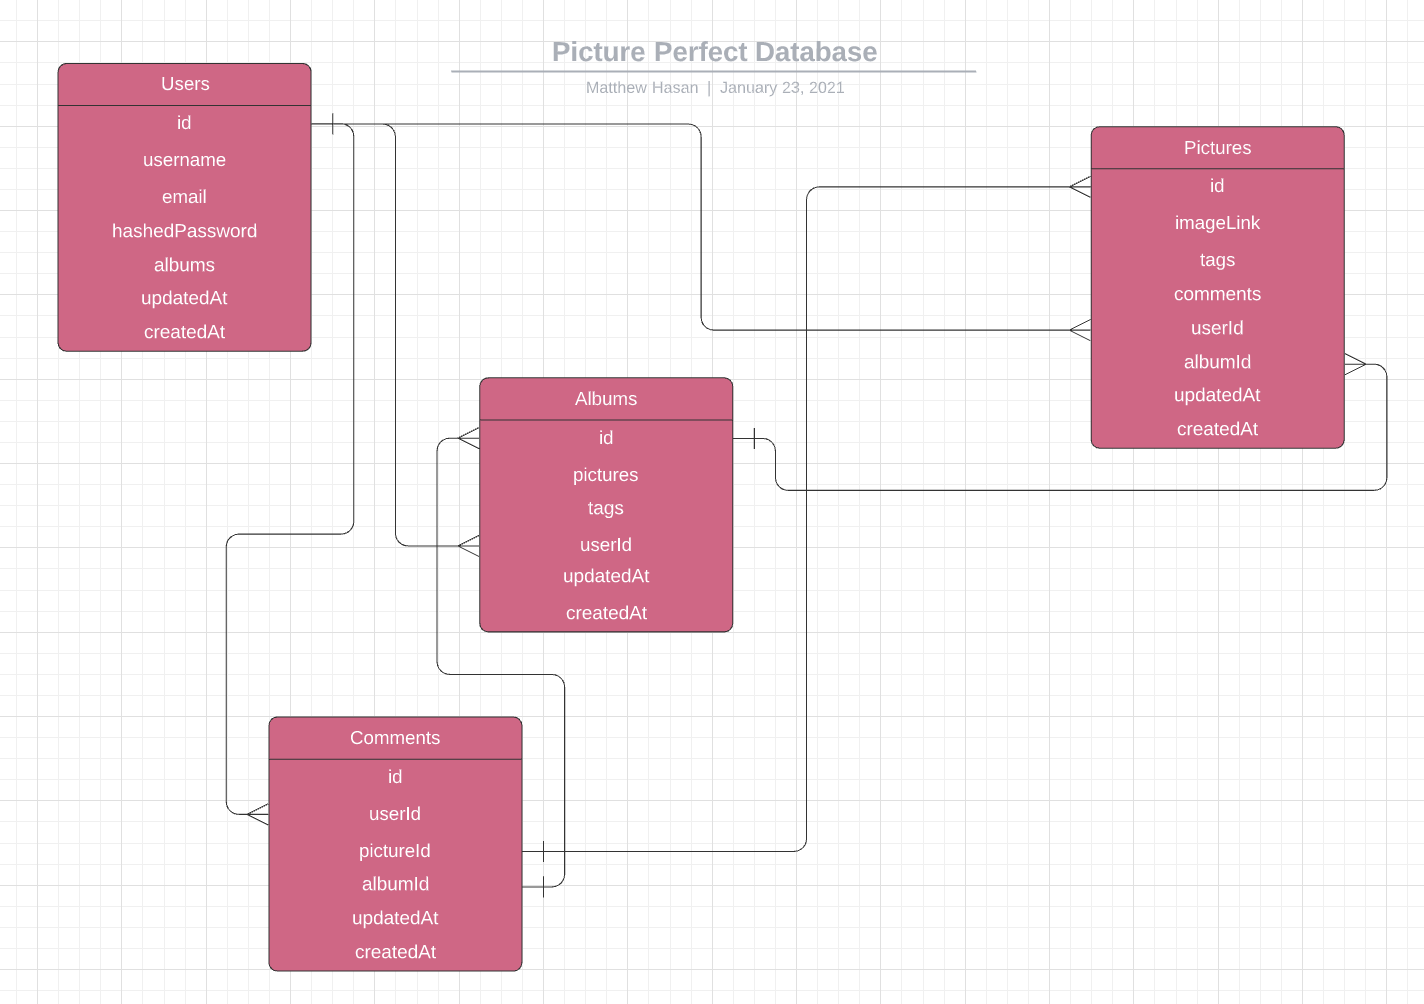 Picture Perfect Database
Matthew Hasan | January 23, 2021
Users
id
username
email
hashedPassword
albums
updatedAt
createdAt
Pictures
id
imageLink
tags
comments
userId
albumId
updatedAt
createdAt
Albums
id
pictures
tags
userId
updatedAt
createdAt
Comments
id
userId
pictureId
albumId
updatedAt
createdAt